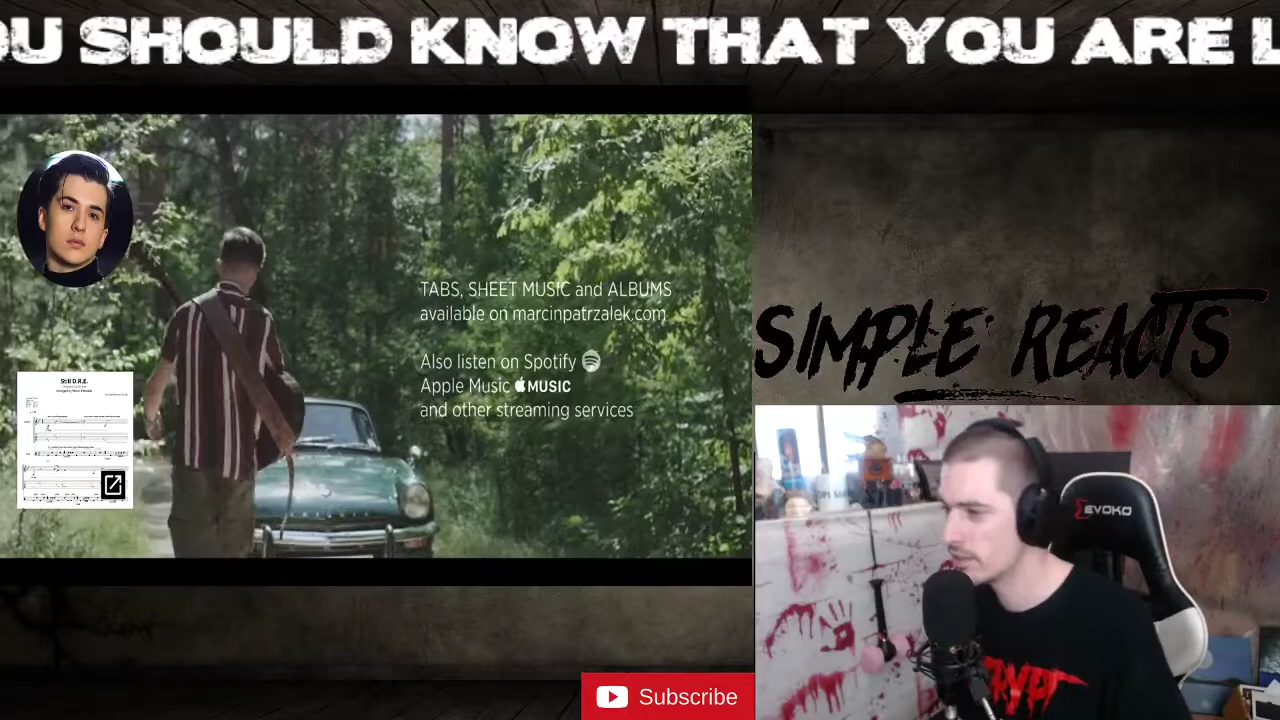 OU SHOULD KNOW THAT YOU ARE L
TABS, SHEET MUSIC and ALBUMS
available on marcinpatrzalek.com
Also listen on Spotify
Apple Music MUSIC
and other streaming services
Still D.R.E.
SIMPLE REACTS
EVOKO
Subscribe